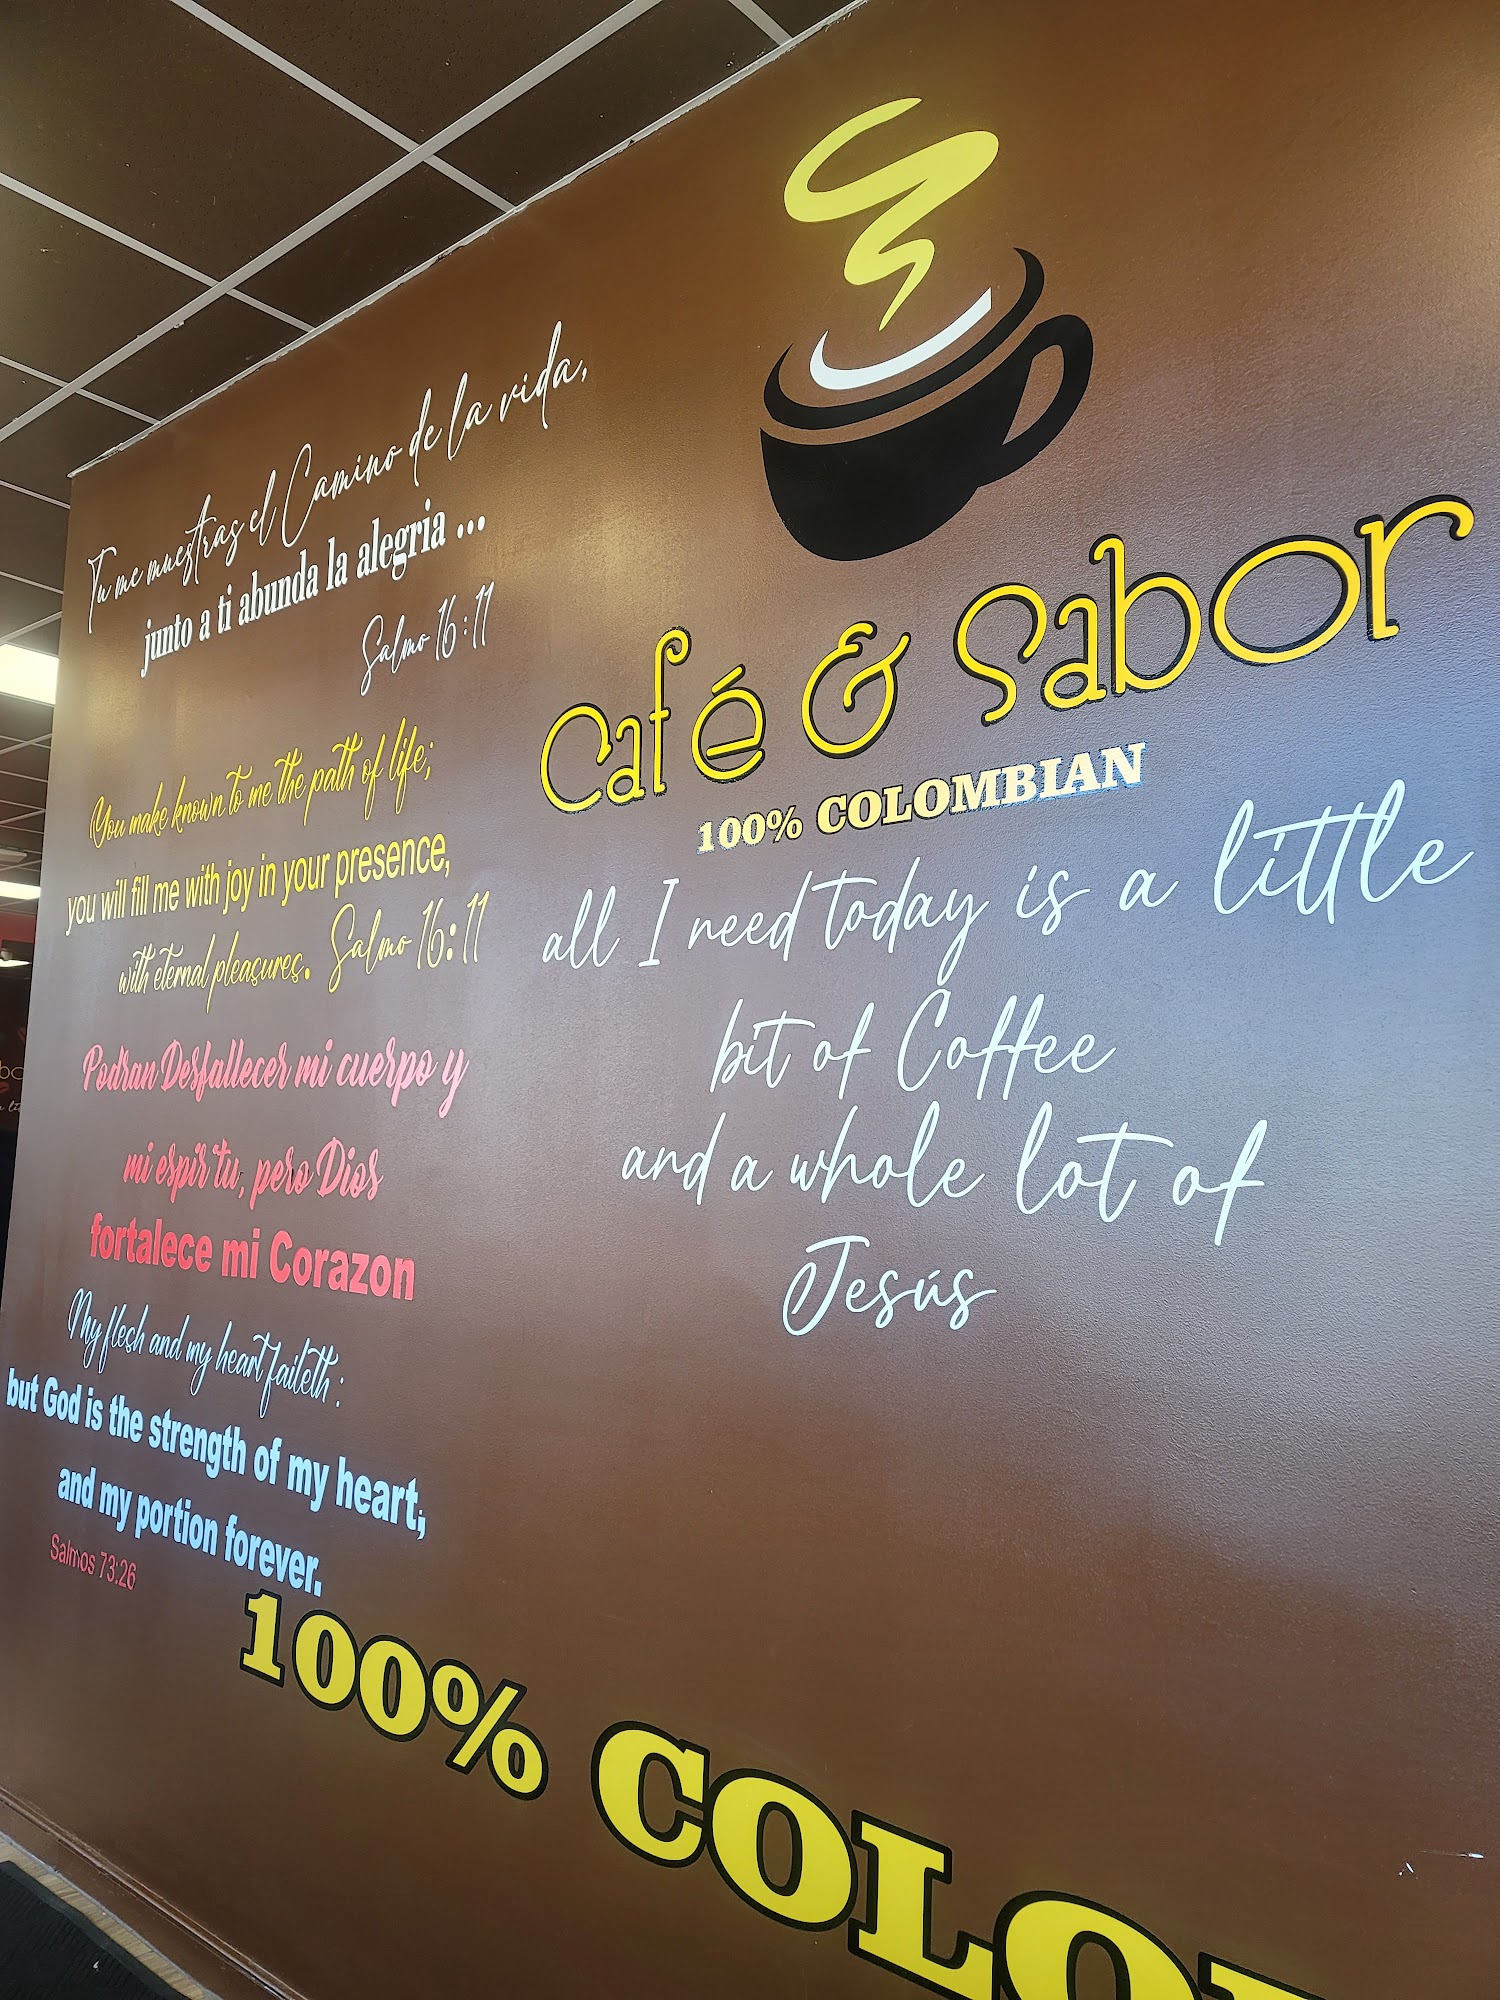 Tu me muestras el Camino de la vida,
junto a ti abunda la alegria ...
Salmo 16:11
You make known to me the path of life;
you will fill me with joy in your presence,
with eternal pleasures. Salmo 16:11
Podran Desfallecer mi cuerpo y
mi espirtu, pero Dios
fortalece mi Corazon
My flesh and my heart faileth :
but God is the strength of my heart,
and my portion forever.
Salmos 73:26
Café & Sabor
100% COLOMBIAN
all I need today is a little
bit of Coffee
and a whole lot of
Jesús
100% COLO